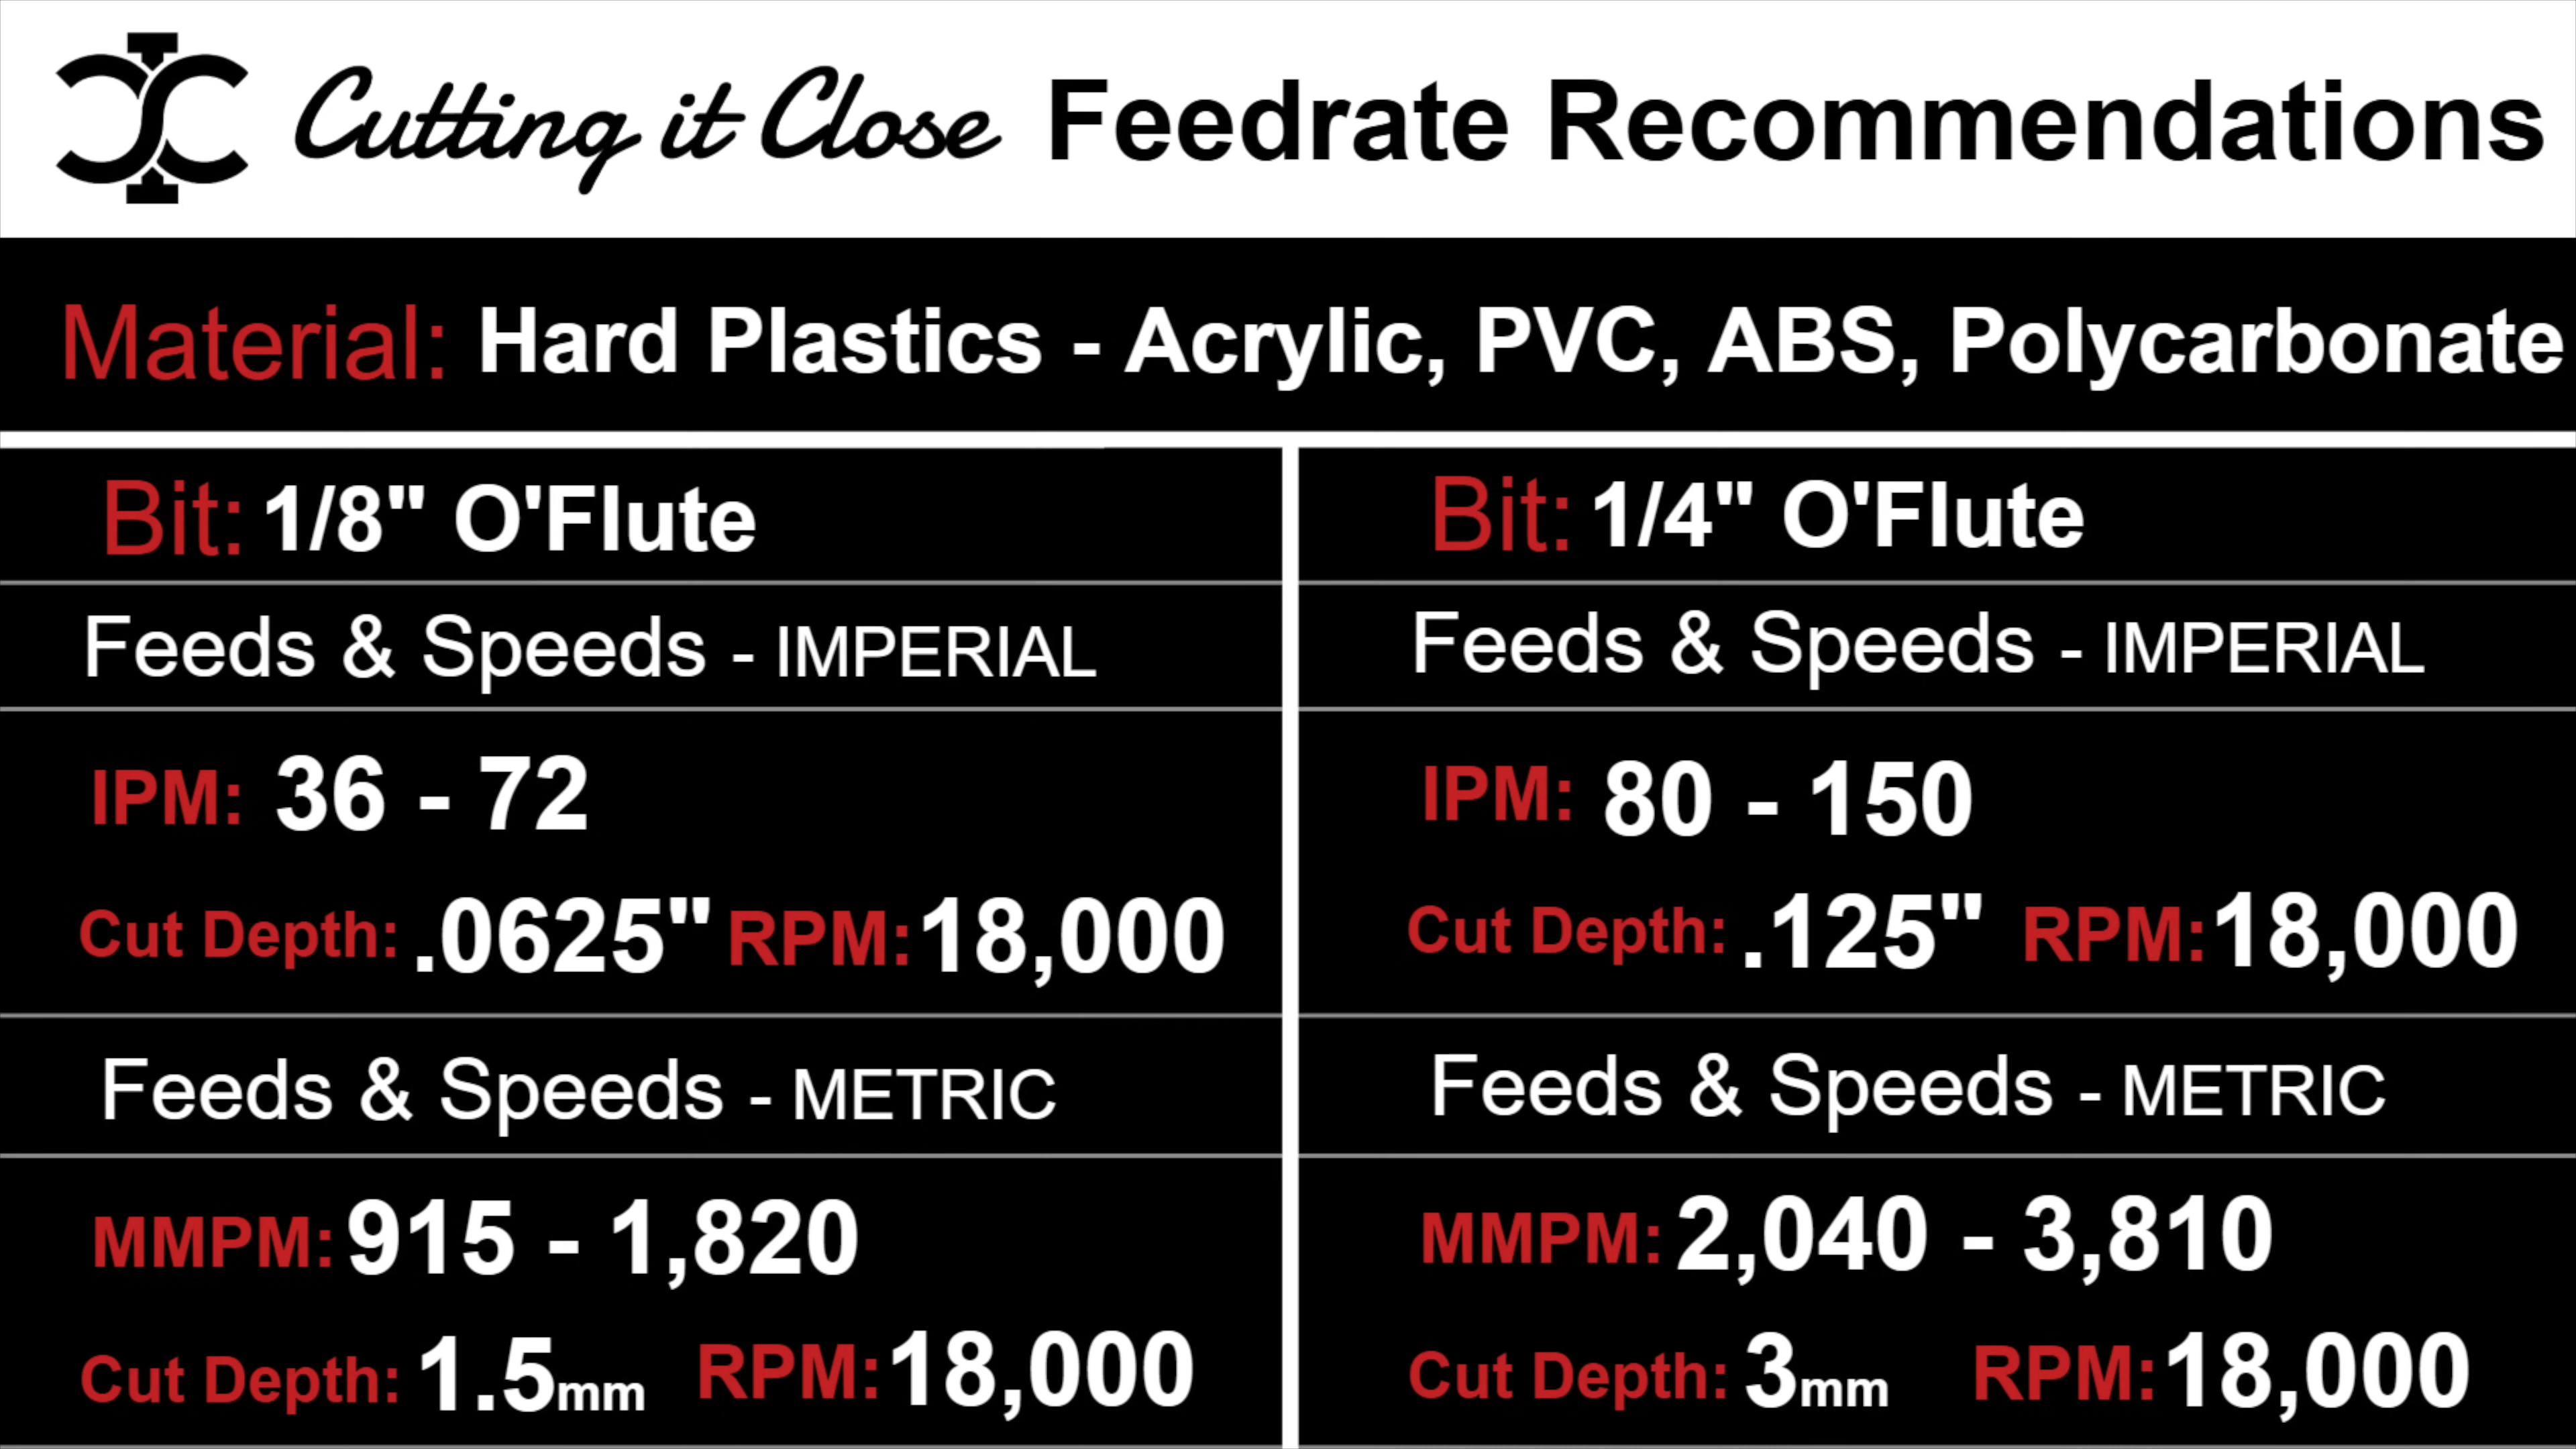 Cutting it Close Feedrate Recommendations
Material: Hard Plastics - Acrylic, PVC, ABS, Polycarbonate
Bit: 1/8" O'Flute
Feeds & Speeds - IMPERIAL
IPM: 36 - 72
Cut Depth: .0625" RPM: 18,000
Feeds & Speeds - METRIC
MMPM: 915 - 1,820
Cut Depth: 1.5mm RPM: 18,000
Bit: 1/4" O'Flute
Feeds & Speeds - IMPERIAL
IPM: 80 - 150
Cut Depth: .125" RPM: 18,000
Feeds & Speeds - METRIC
MMPM: 2,040 - 3,810
Cut Depth: 3mm RPM: 18,000